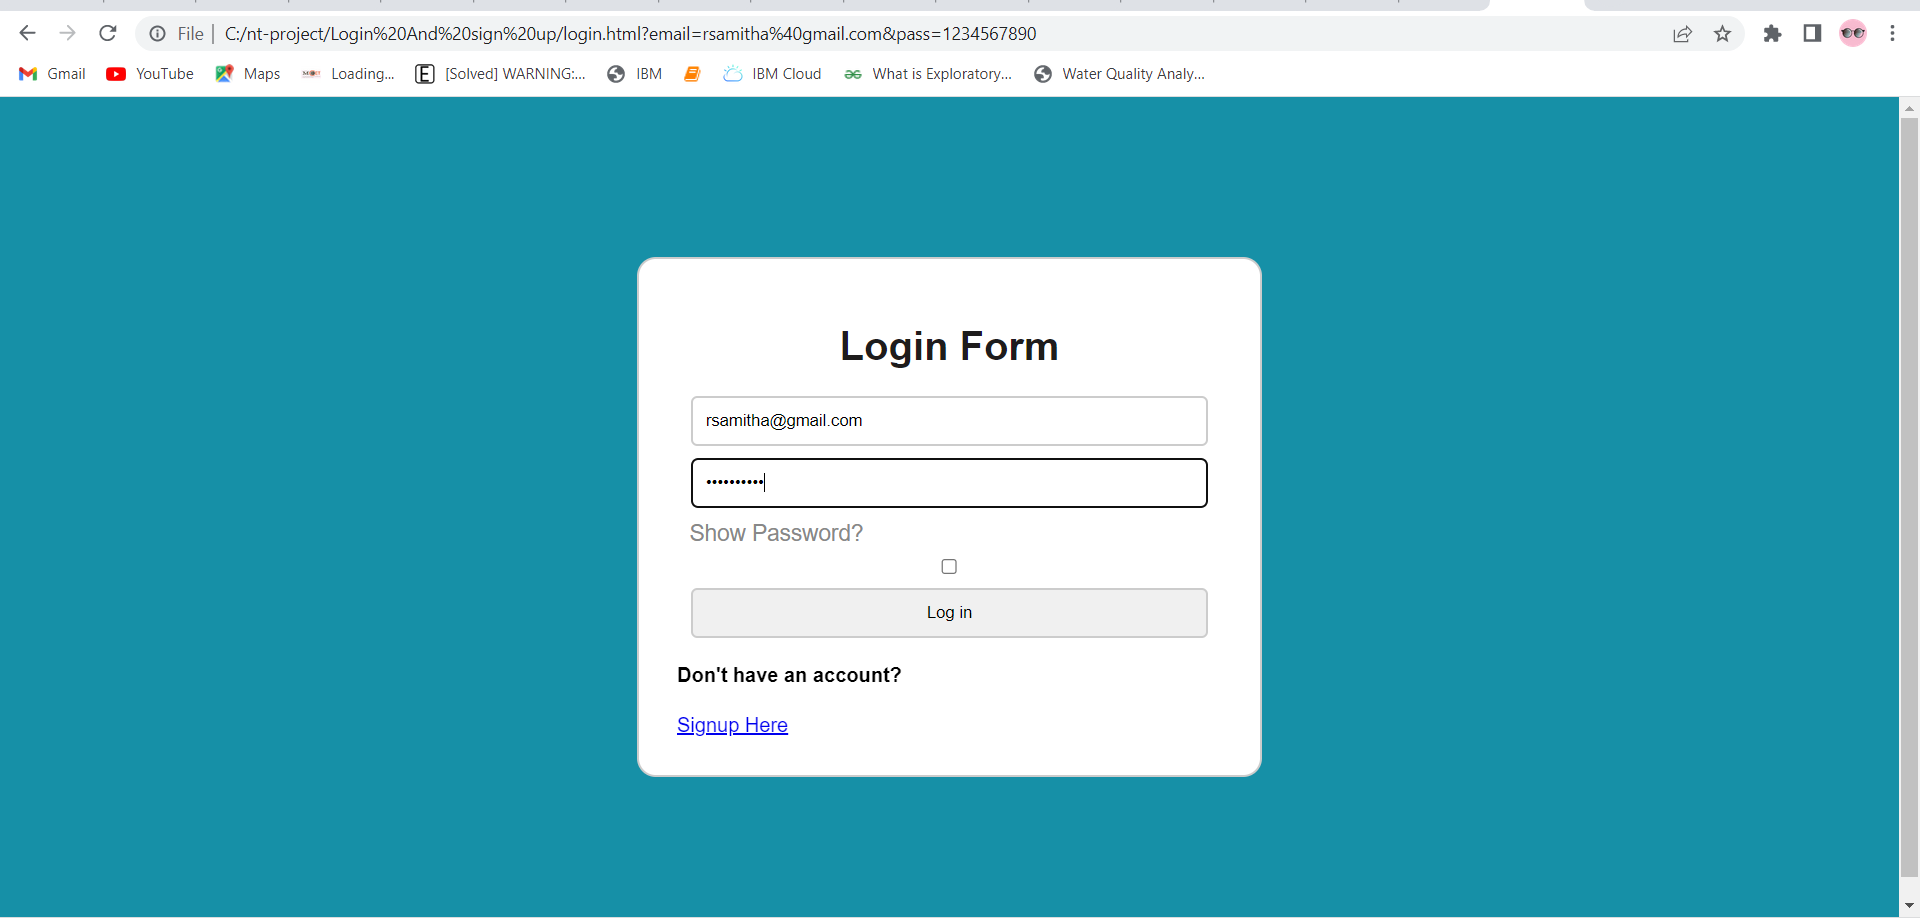 File | C:/nt-project/Login%20And%20sign%20up/login.html?email=rsamitha%40gmail.com&pass=1234567890
Gmail YouTube Maps Loading... [Solved] WARNING:... IBM IBM Cloud What is Exploratory... Water Quality Analy...
Login Form
rsamitha@gmail.com
••••••••••
Show Password?
Log in
Don't have an account?
Signup Here